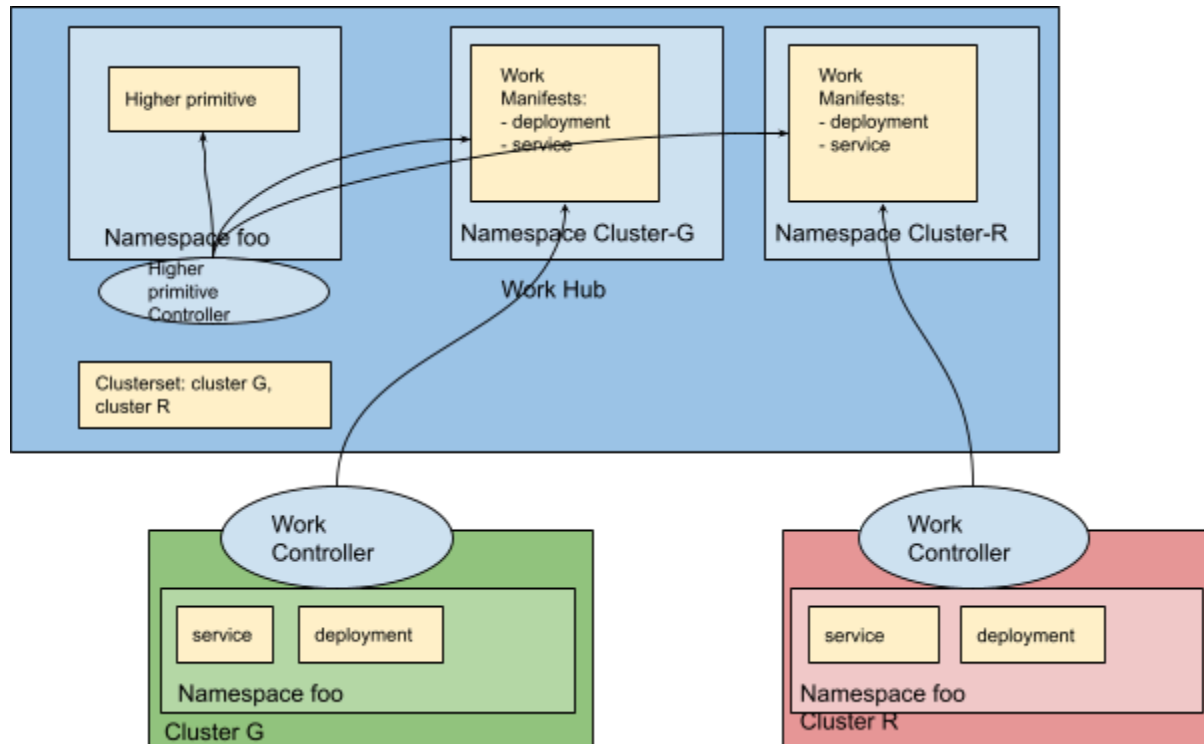 Higher primitive
Namespace foo
Higher
primitive
Controller
Clusterset: cluster G,
cluster R
Work
Manifests:
- deployment
- service
Namespace Cluster-G
Work
Manifests:
- deployment
- service
Namespace Cluster-R
Work Hub
Work
Controller
service
deployment
Namespace foo
Cluster G
Work
Controller
service
deployment
Namespace foo
Cluster R